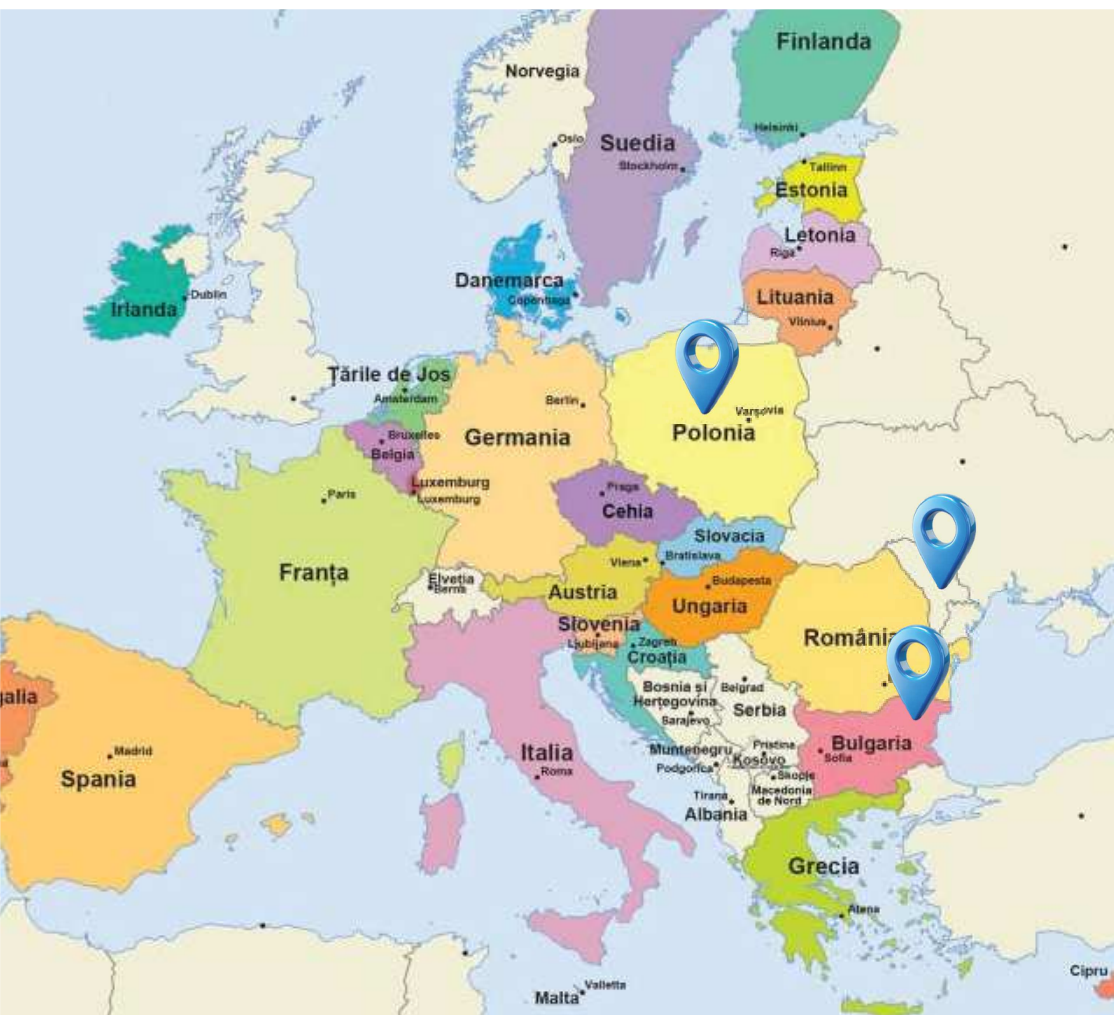 Finlanda
Norvegia
Helsinki
Oslo
Suedia
Stockholm
Tallinn
Estonia
Letonia
Riga
Danemarca
Copenhaga
Dublin
Irlanda
Lituania
Vilnius
Țările de Jos
Amsterdam
Berlin
Varșovia
Polonia
Germania
Bruxelles
Belgia
Luxemburg
Luxemburg
Paris
Praga
Cehia
Slovacia
Bratislava
Viena
Franța
Elveția
Berna
Austria
Budapesta
Ungaria
Slovenia
Ljubljana
Zagreb
Croația
România
Bosnia și
Herțegovina
Sarajevo
Belgrad
Serbia
galia
Madrid
Spania
Italia
Roma
Muntenegru
Podgorica
Pristina
Kosovo
Bulgaria
Sofia
Skopje
Macedonia
de Nord
Tirana
Albania
Grecia
Atena
Cipru
Malta
Valletta